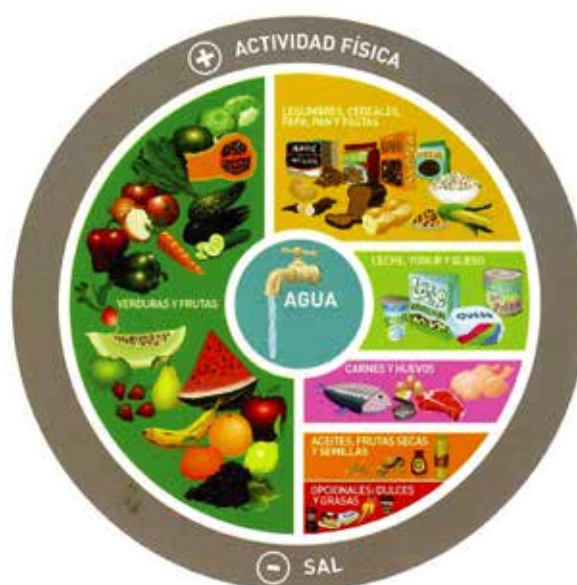 + ACTIVIDAD FÍSICA
LEGUMBRES, CEREALES,
PAPA, PAN Y PASTAS
VERDURAS Y FRUTAS
AGUA
LECHE, YOGUR Y QUESO
CARNES Y HUEVOS
ACEITES, FRUTAS SECAS
Y SEMILLAS
OPCIONALES: DULCES
Y GRASAS
- SAL